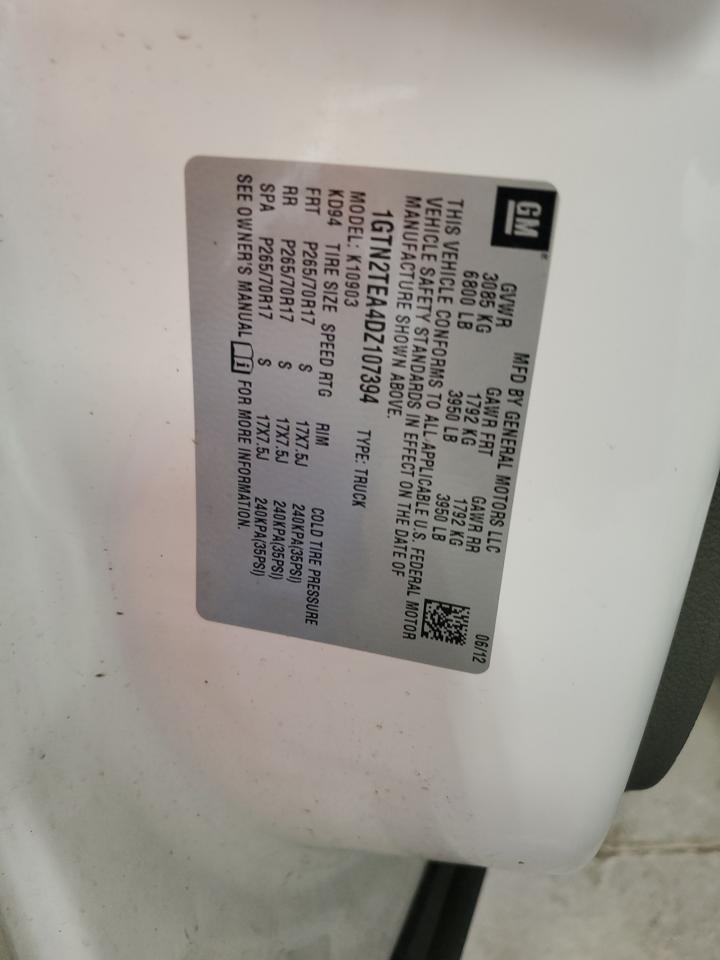 GM
MFD BY GENERAL MOTORS LLC 06/12
GVWR GAWR FRT GAWR RR
3085 KG 1792 KG 1792 KG
6800 LB 3950 LB 3950 LB
THIS VEHICLE CONFORMS TO ALL APPLICABLE U.S. FEDERAL MOTOR
VEHICLE SAFETY STANDARDS IN EFFECT ON THE DATE OF
MANUFACTURE SHOWN ABOVE.
1GTN2TEA4DZ107394 TYPE: TRUCK
MODEL: K10903
KD94 TIRE SIZE SPEED RTG RIM COLD TIRE PRESSURE
FRT P265/70R17 S 17X7.5J 240KPA(35PSI)
RR P265/70R17 S 17X7.5J 240KPA(35PSI)
SPA P265/70R17 S 17X7.5J 240KPA(35PSI)
SEE OWNER'S MANUAL FOR MORE INFORMATION.